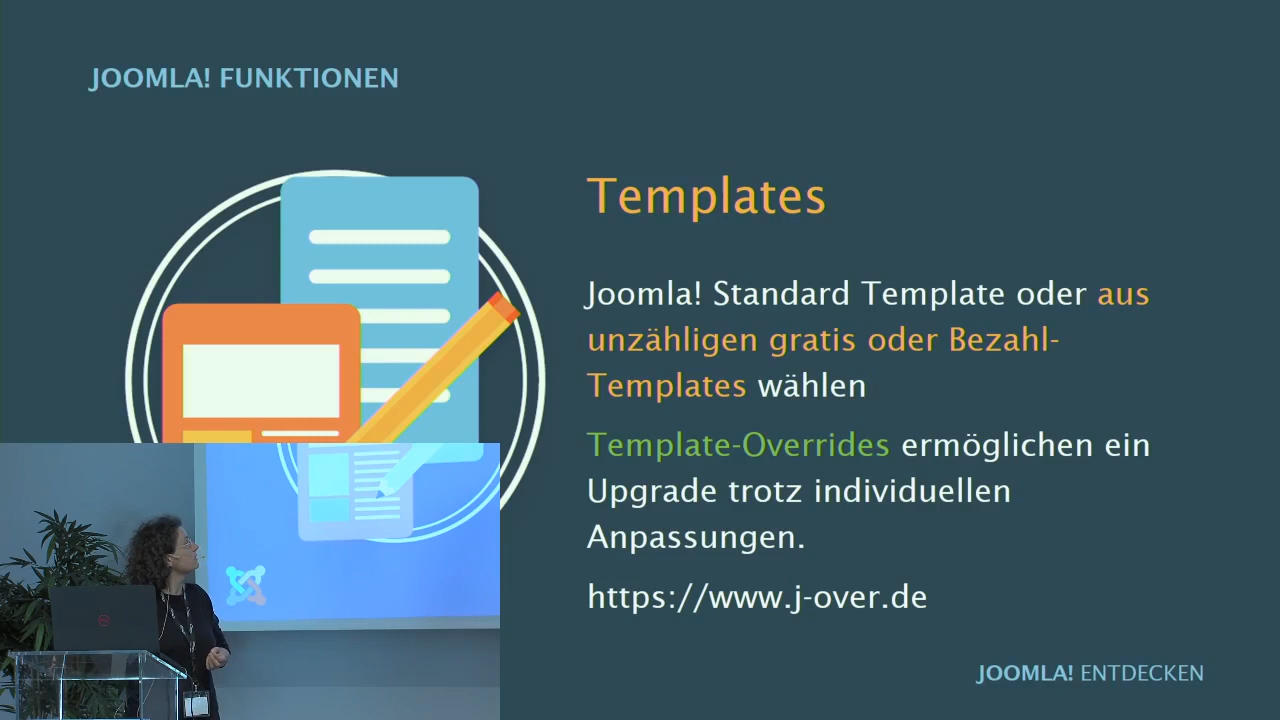 JOOMLA! FUNKTIONEN
Templates
Joomla! Standard Template oder aus
unzähligen gratis oder Bezahl-
Templates wählen
Template-Overrides ermöglichen ein
Upgrade trotz individuellen
Anpassungen.
https://www.j-over.de
JOOMLA! ENTDECKEN